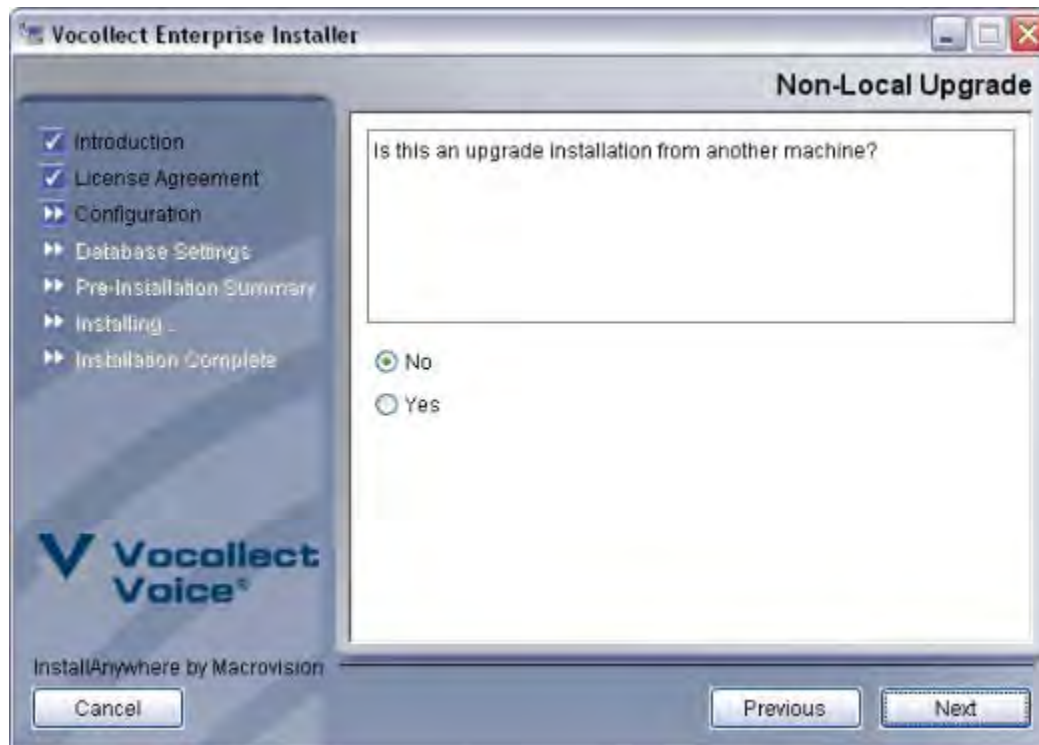 Vocollect Enterprise Installer
Non-Local Upgrade
Introduction
License Agreement
Configuration
Database Settings
Pre-Installation Summary
Installing...
Installation Complete
Is this an upgrade installation from another machine?
No
Yes
Vocollect
Voice®
InstallAnywhere by Macrovision
Cancel
Previous
Next